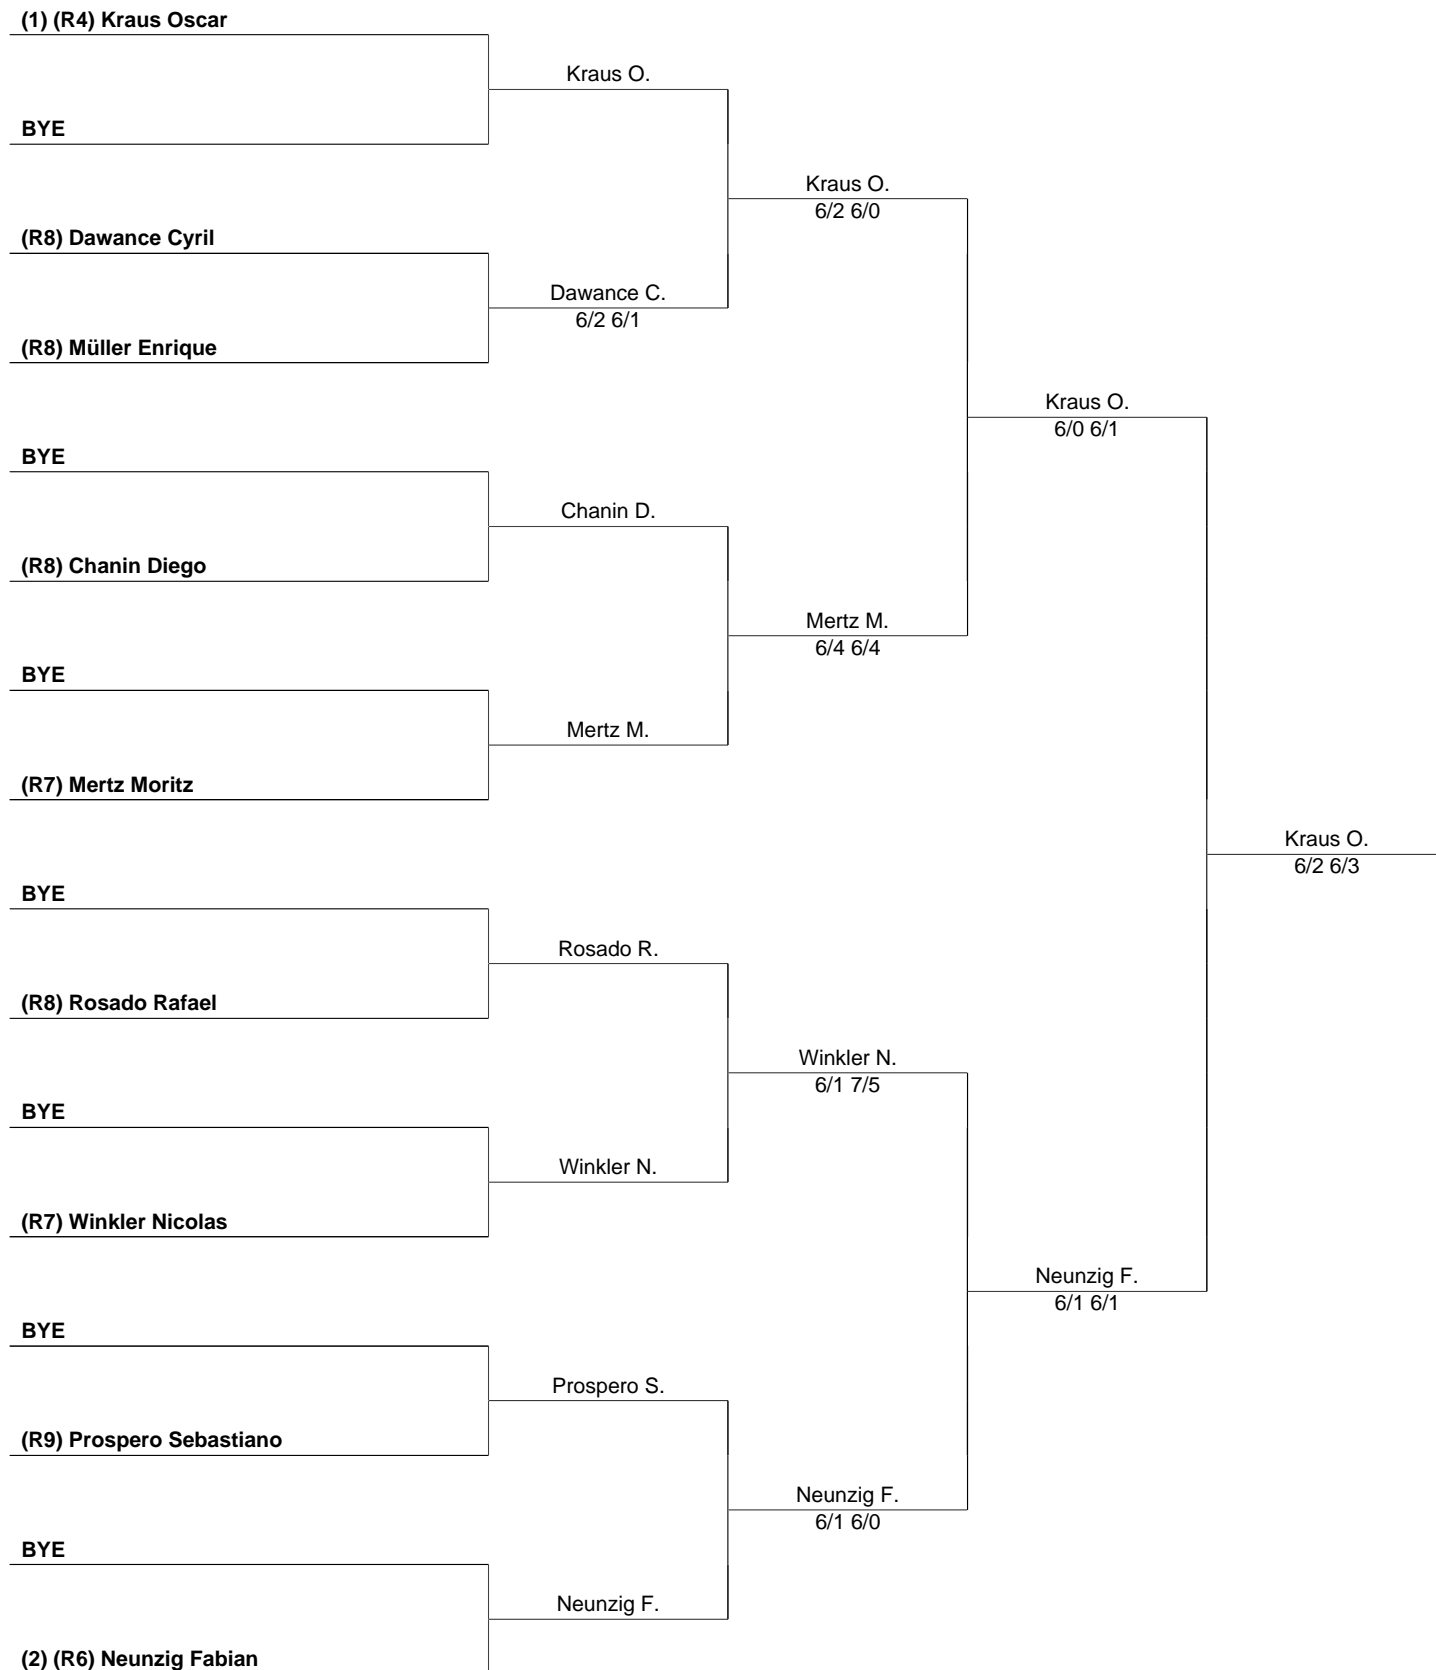 (1) (R4) Kraus Oscar
Kraus O.
BYE
Kraus O.
6/2 6/0
(R8) Dawance Cyril
Dawance C.
6/2 6/1
(R8) Müller Enrique
Kraus O.
6/0 6/1
BYE
Chanin D.
(R8) Chanin Diego
Mertz M.
6/4 6/4
BYE
Mertz M.
(R7) Mertz Moritz
Kraus O.
6/2 6/3
BYE
Rosado R.
(R8) Rosado Rafael
Winkler N.
6/1 7/5
BYE
Winkler N.
(R7) Winkler Nicolas
Neunzig F.
6/1 6/1
BYE
Prospero S.
(R9) Prospero Sebastiano
Neunzig F.
6/1 6/0
BYE
Neunzig F.
(2) (R6) Neunzig Fabian